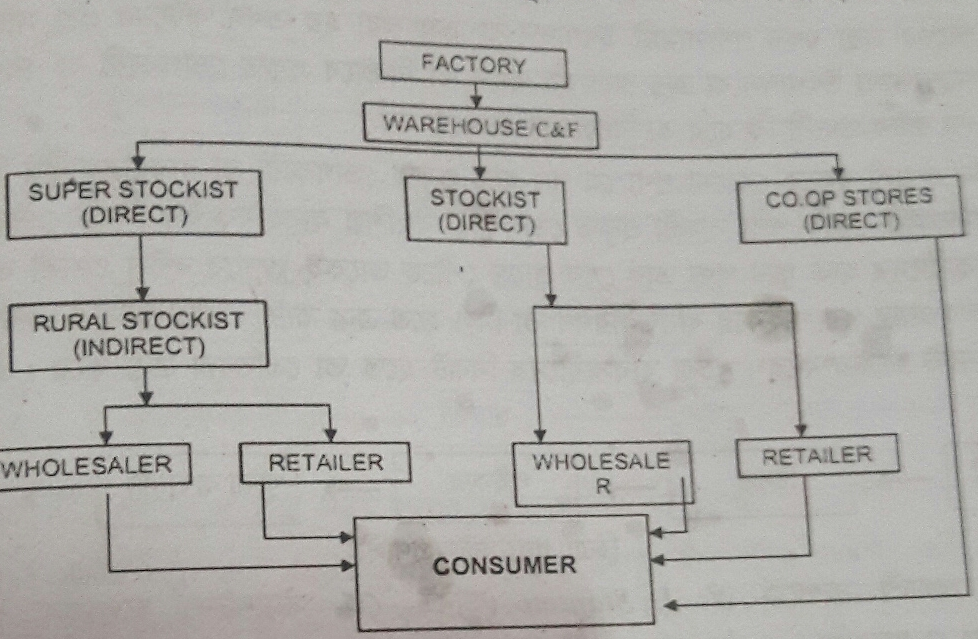 FACTORY
WAREHOUSE/C&F
SUPER STOCKIST
(DIRECT)
STOCKIST
(DIRECT)
CO.OP STORES
(DIRECT)
RURAL STOCKIST
(INDIRECT)
WHOLESALER
RETAILER
WHOLESALE
R
RETAILER
CONSUMER